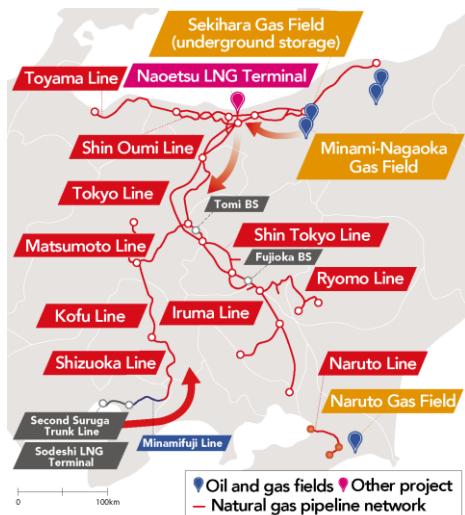 Sekihara Gas Field
(underground storage)
Toyama Line
Naoetsu LNG Terminal
Shin Oumi Line
Minami-Nagaoka
Gas Field
Tokyo Line
Tomi BS
Matsumoto Line
Shin Tokyo Line
Fujioka BS
Ryomo Line
Kofu Line
Iruma Line
Shizuoka Line
Naruto Line
Naruto Gas Field
Second Suruga
Trunk Line
Minamifuji Line
Sodeshi LNG
Terminal
Oil and gas fields
Other project
Natural gas pipeline network
0
100km